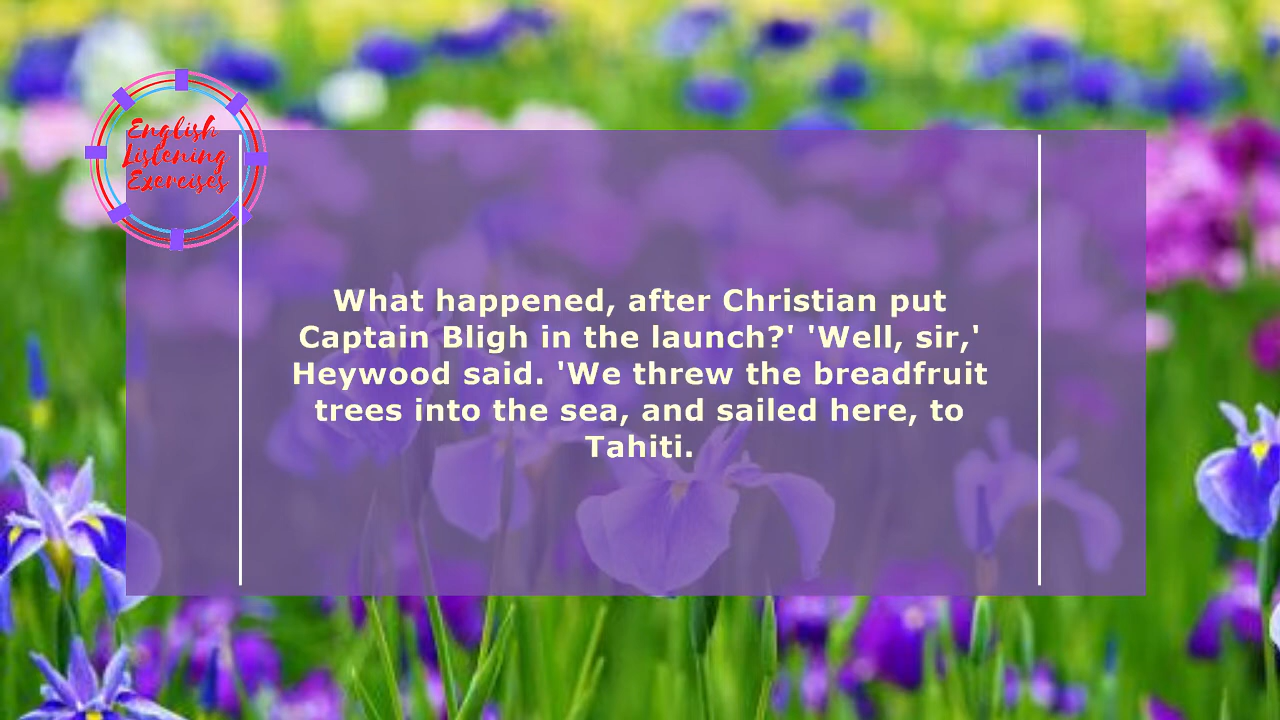 English
Listening
Exercises
What happened, after Christian put
Captain Bligh in the launch?' 'Well, sir,'
Heywood said. 'We threw the breadfruit
trees into the sea, and sailed here, to
Tahiti.